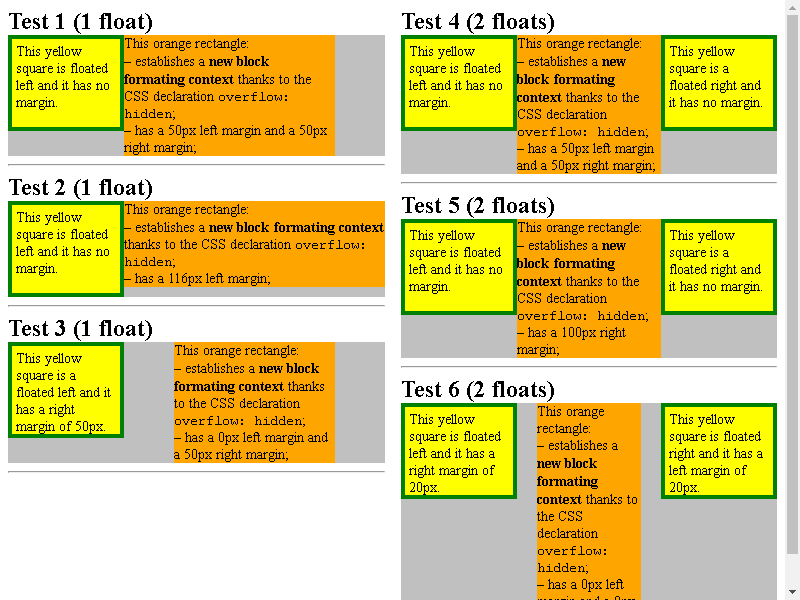 Test 1 (1 float)
This yellow
square is floated
left and it has no
margin.
This orange rectangle:
– establishes a new block
formating context thanks to the
CSS declaration overflow:
hidden;
– has a 50px left margin and a 50px
right margin;
Test 2 (1 float)
This yellow
square is floated
left and it has no
margin.
This orange rectangle:
– establishes a new block formating context
thanks to the CSS declaration overflow:
hidden;
– has a 116px left margin;
Test 3 (1 float)
This yellow
square is a
floated left and it
has a right
margin of 50px.
This orange rectangle:
– establishes a new block
formating context thanks
to the CSS declaration
overflow: hidden;
– has a 0px left margin and
a 50px right margin;
Test 4 (2 floats)
This yellow
square is floated
left and it has no
margin.
This orange rectangle:
– establishes a new
block formating
context thanks to the
CSS declaration
overflow: hidden;
– has a 50px left margin
and a 50px right margin;
This yellow
square is a
floated right and
it has no margin.
Test 5 (2 floats)
This yellow
square is floated
left and it has no
margin.
This orange rectangle:
– establishes a new
block formating
context thanks to the
CSS declaration
overflow: hidden;
– has a 100px right
margin;
This yellow
square is a
floated right and
it has no margin.
Test 6 (2 floats)
This yellow
square is floated
left and it has a
right margin of
20px.
This orange
rectangle:
– establishes a
new block
formating
context thanks to
the CSS
declaration
overflow:
hidden;
– has a 0px left
margin and a 0px
This yellow
square is floated
right and it has a
left margin of
20px.